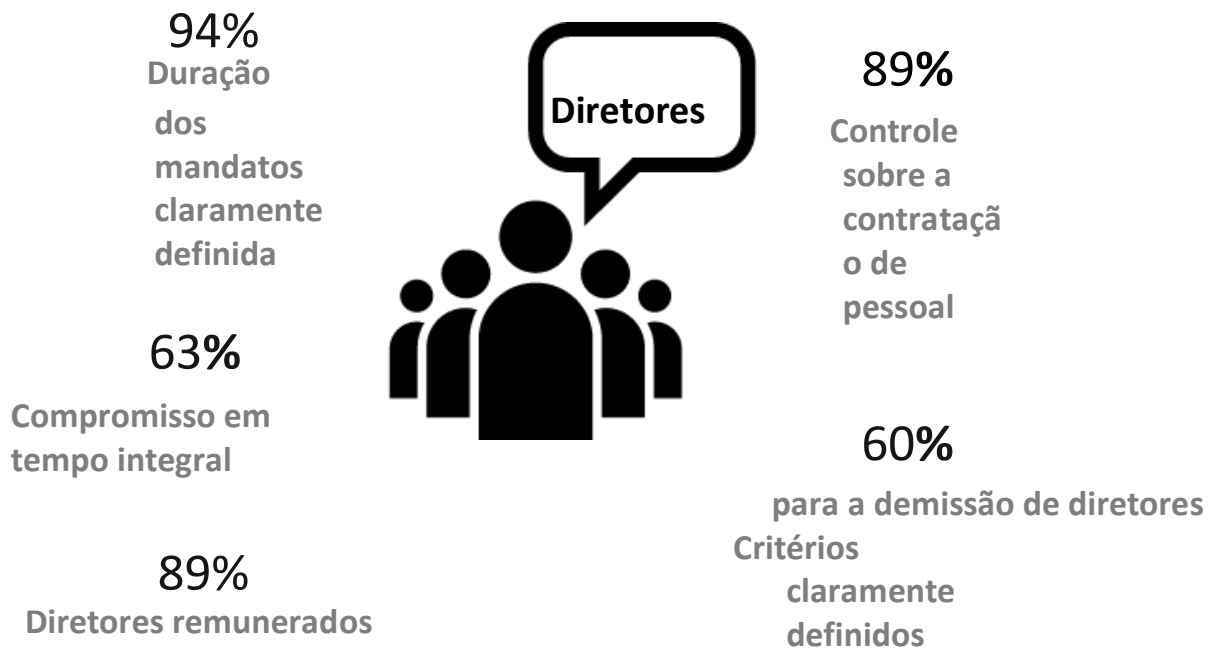 94%
Duração
dos
mandatos
claramente
definida
63%
Compromisso em
tempo integral
89%
Diretores remunerados
Diretores
89%
Controle
sobre a
contrataçã
o de
pessoal
60%
para a demissão de diretores
Critérios
claramente
definidos